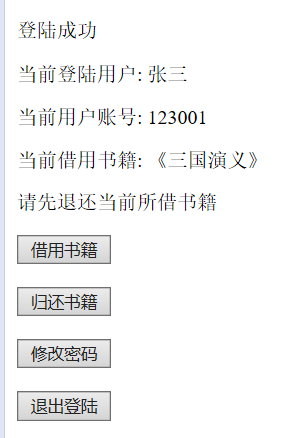 登陆成功
当前登陆用户: 张三
当前用户账号: 123001
当前借用书籍: 《三国演义》
请先退还当前所借书籍
借用书籍
归还书籍
修改密码
退出登陆